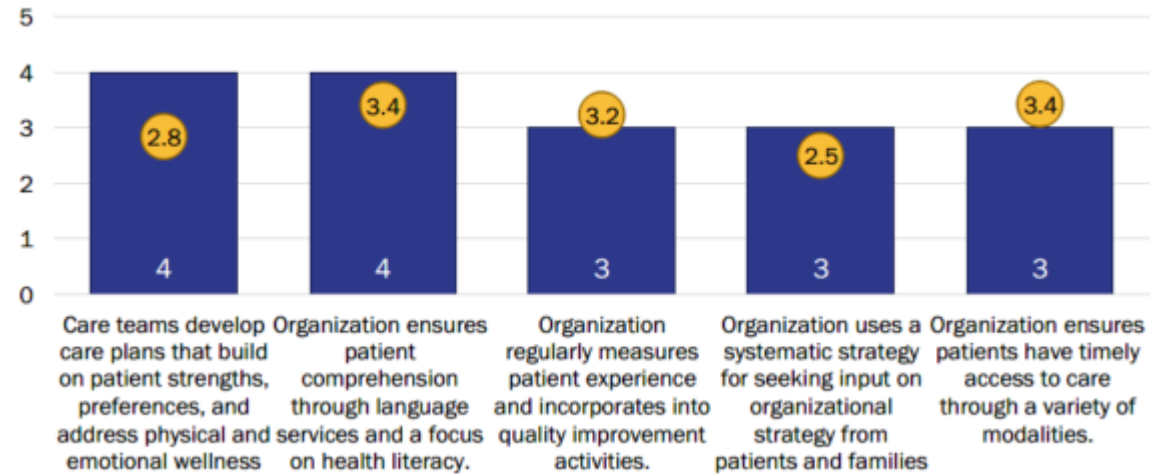 5
4
3
2
1
0
2.8
3.4
3.2
2.5
3.4
4
4
3
3
3
Care teams develop
care plans that build
on patient strengths,
preferences, and
address physical and
emotional wellness
Organization ensures
patient
comprehension
through language
services and a focus
on health literacy.
Organization
regularly measures
patient experience
and incorporates into
quality improvement
activities.
Organization uses a
systematic strategy
for seeking input on
organizational
strategy from
patients and families
Organization ensures
patients have timely
access to care
through a variety of
modalities.